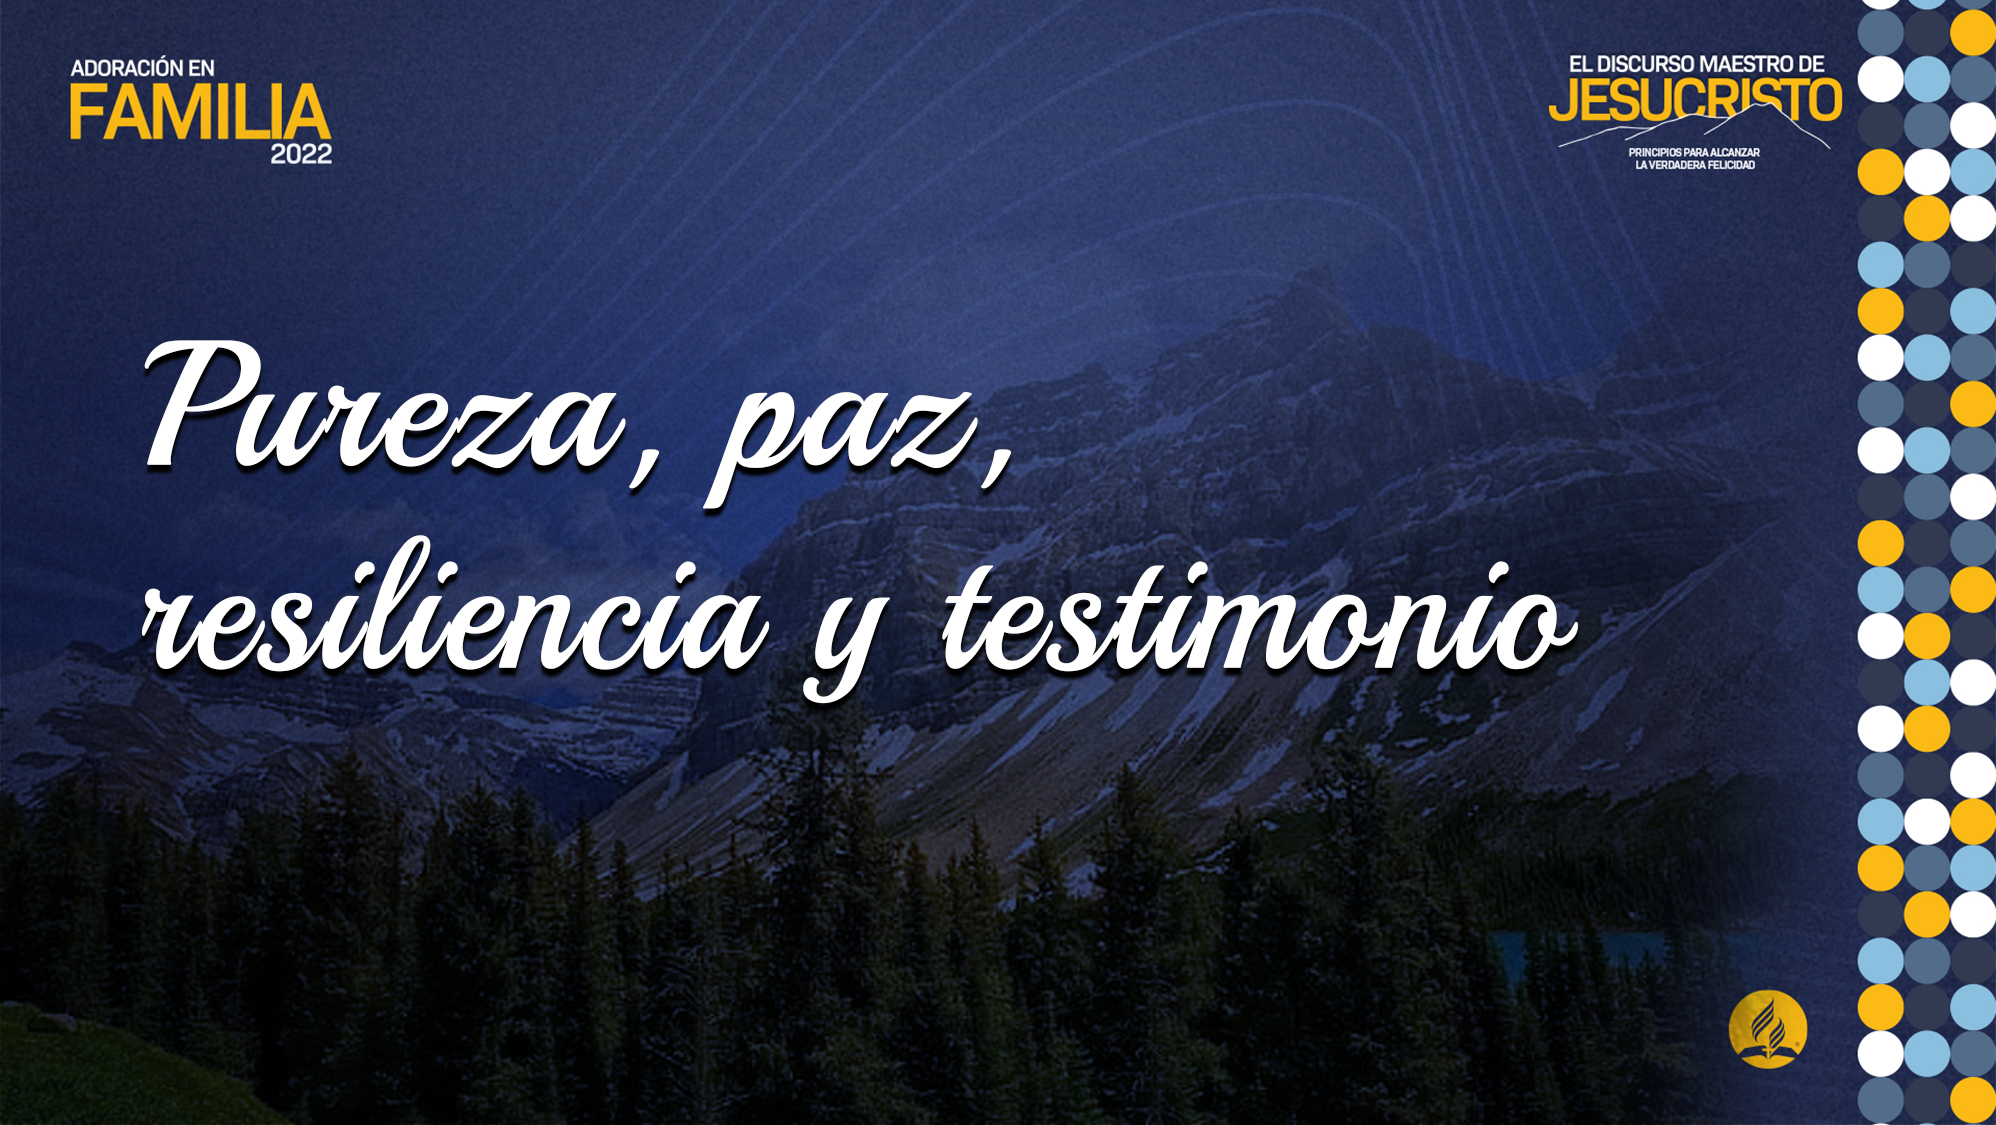 ADORACIÓN EN
FAMILIA
2022
EL DISCURSO MAESTRO DE
JESUCRISTO
PRINCIPIOS PARA ALCANZAR
LA VERDADERA FELICIDAD
Pureza, paz,
resiliencia y testimonio